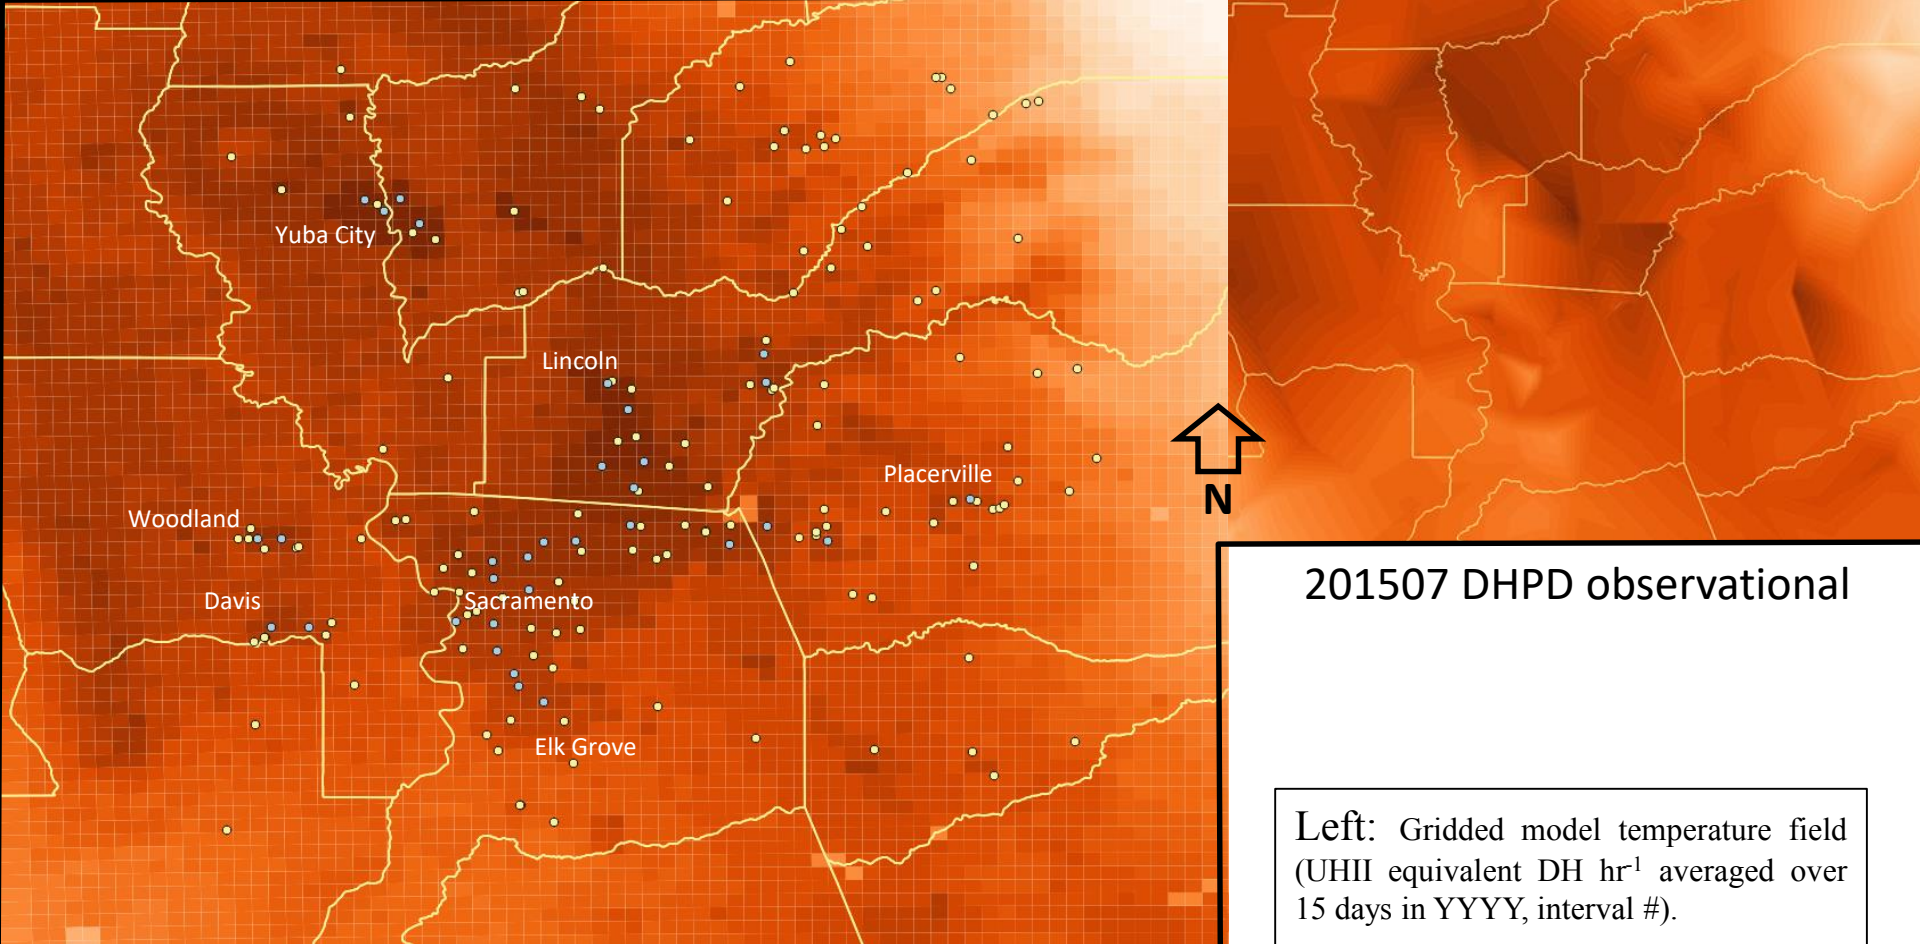 Yuba City
Lincoln
Placerville
Woodland
Davis
Sacramento
Elk Grove
N
201507 DHPD observational
Left: Gridded model temperature field
(UHII equivalent DH hr⁻¹ averaged over
15 days in YYYY, interval #).